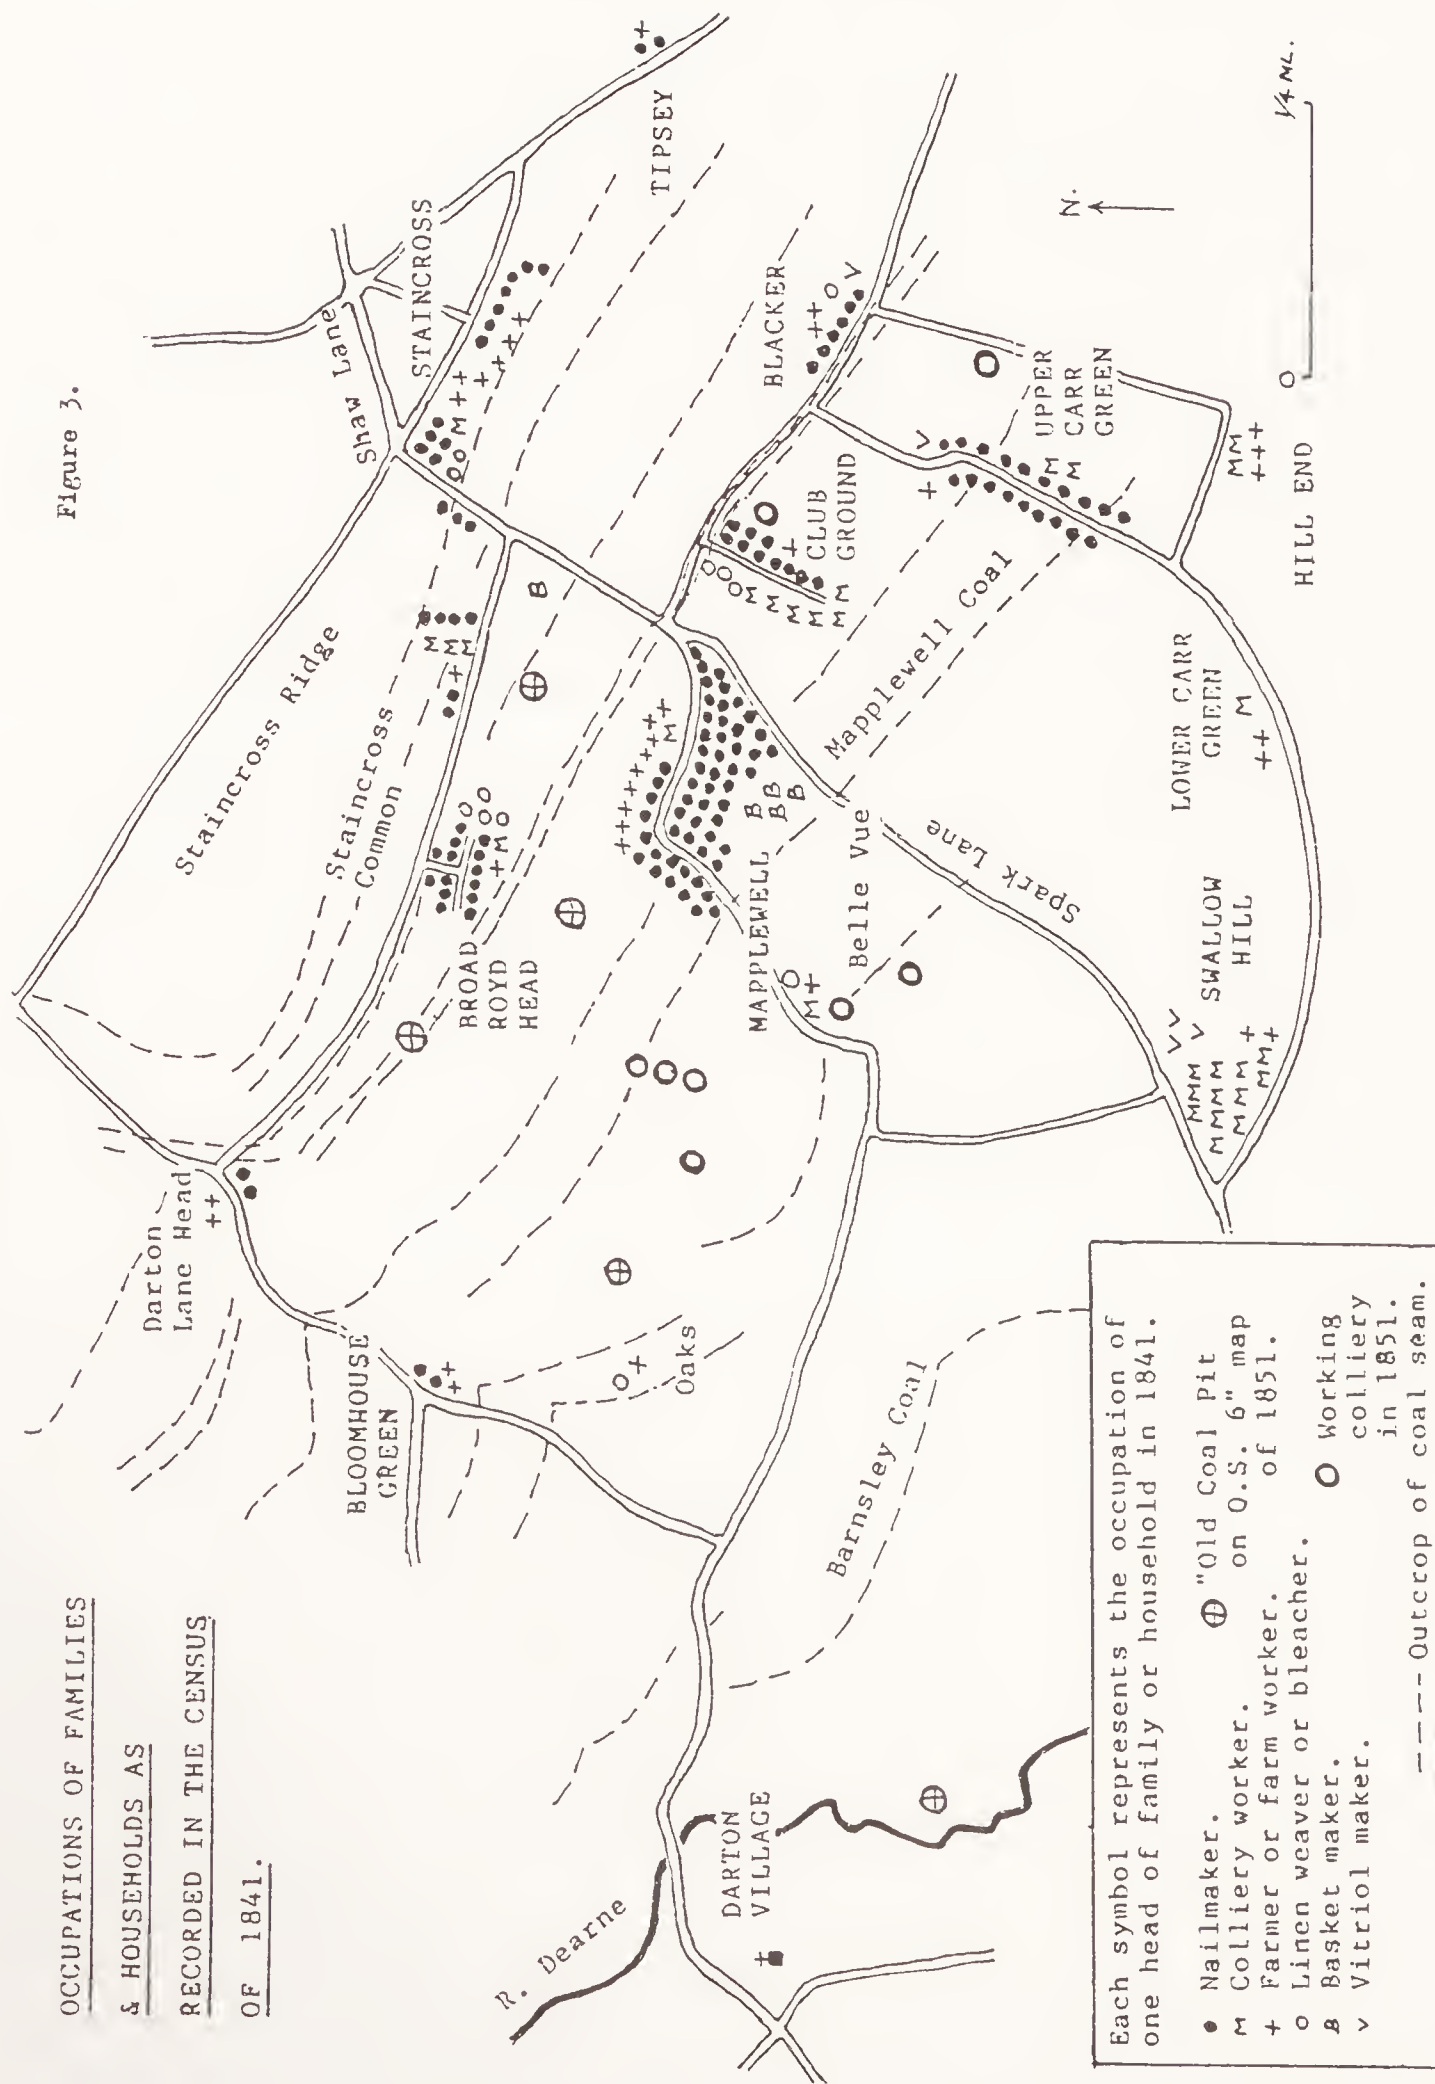 Figure 3.
OCCUPATIONS OF FAMILIES
& HOUSEHOLDS AS
RECORDED IN THE CENSUS
OF 1841.
Shaw Lane
STAINCROSS
TIPSEY
Staincross Ridge
Staincross
Common
Darton
Lane Head
BLOOMHOUSE
GREEN
BROAD
ROYD
HEAD
BLACKER
CLUB
GROUND
UPPER
CARR
GREEN
MAPPLEWELL
Belle Vue
Mapplewell Coal
Spark Lane
Oaks
LOWER CARR
GREEN
SWALLOW
HILL
HILL END
Barnsley Coal
R. Dearne
DARTON
VILLAGE
N.
0 1/4 ML.
Each symbol represents the occupation of
one head of family or household in 1841.
• Nailmaker.
M Colliery worker.
+ Farmer or farm worker.
o Linen weaver or bleacher.
B Basket maker.
v Vitriol maker.
⊕ "Old Coal Pit
on O.S. 6" map
of 1851.
O Working
colliery
in 1851.
---- Outcrop of coal seam.